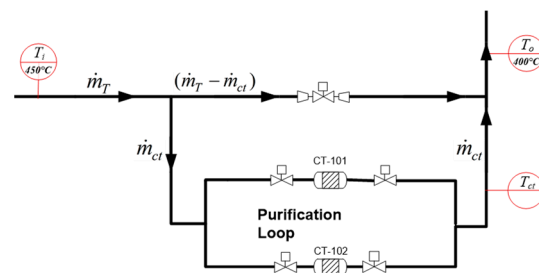 T_i
450°C
ṁ_T
(ṁ_T − ṁ_ct)
T_o
400°C
ṁ_ct
ṁ_ct
CT-101
T_ct
Purification
Loop
CT-102